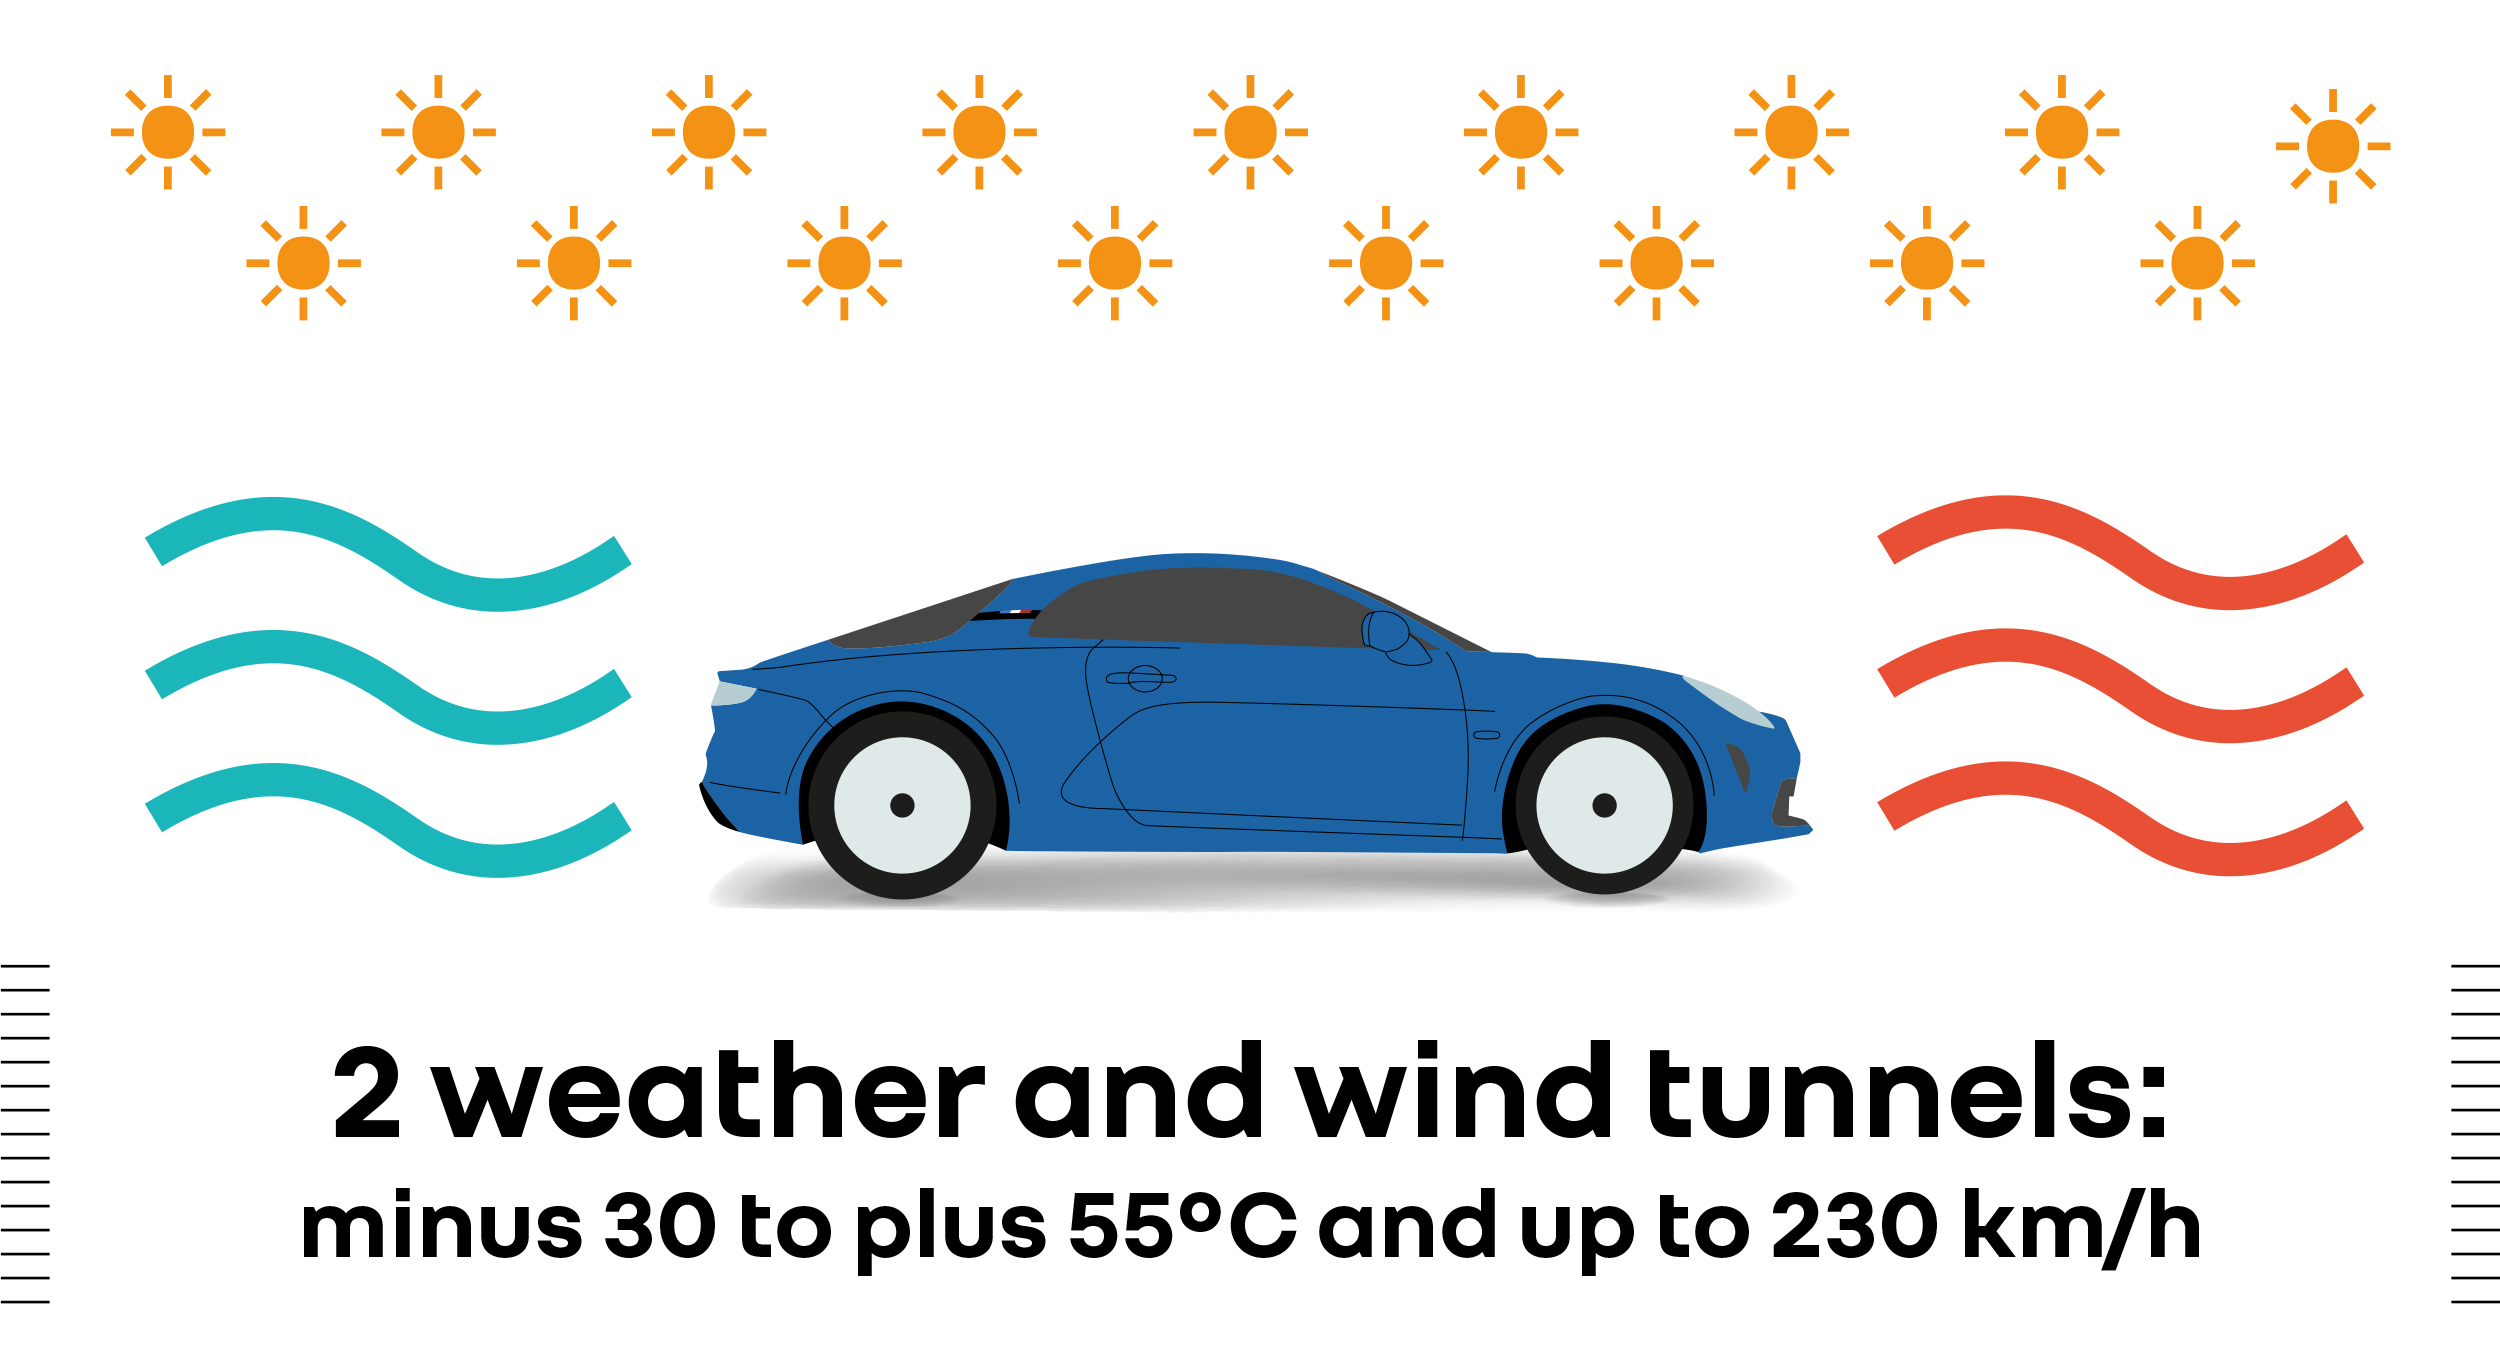 2 weather and wind tunnels:
minus 30 to plus 55°C and up to 230 km/h